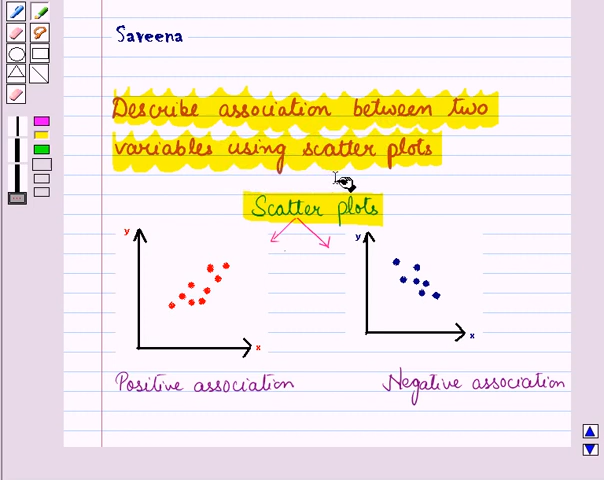 Saveena
Describe association between two
variables using scatter plots
Scatter plots
y
y
x
x
Positive association
Negative association